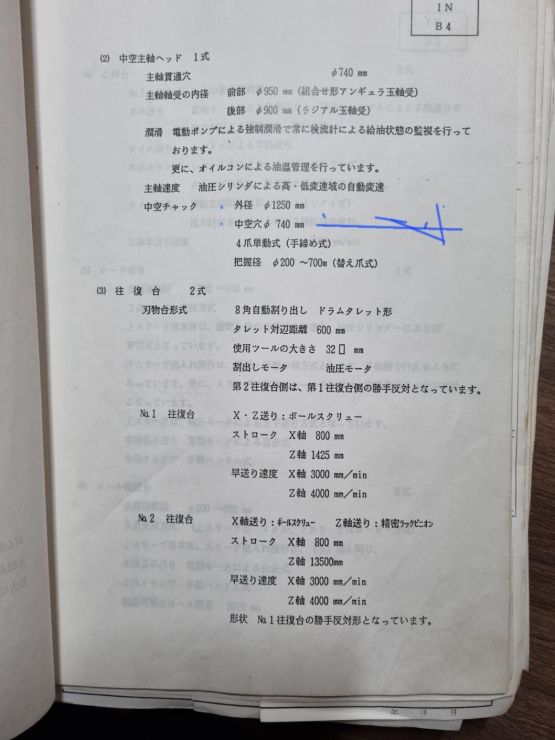 IN
B4
(2) 中空主軸ヘッド 1式
主軸貫通穴 φ740 mm
主軸軸受の内径 前部 φ950 mm (組合せ形アンギュラ玉軸受)
後部 φ900 mm (ラジアル玉軸受)
潤滑 電動ポンプによる強制潤滑で常に検流計による給油状態の監視を行って
おります。
更に、オイルコンによる油温管理を行っています。
主軸速度 油圧シリンダによる高・低変速域の自動変速
中空チャック ・外径 φ1250 mm
・中空穴φ 740 mm
4爪単動式 (手締め式)
把握径 φ200 ~700m (替え爪式)
(3) 往復台 2式
刃物台形式 8角自動割り出し ドラムタレット形
タレット対辺距離 600 mm
使用ツールの大きさ 32□ mm
割出しモータ 油圧モータ
第2往復台側は、第1往復台側の勝手反対となっています。
№1 往復台 X・Z送り:ボールスクリュー
ストローク X軸 800 mm
Z軸 1425 mm
早送り速度 X軸 3000 mm/min
Z軸 4000 mm/min
№2 往復台 X軸送り:ボールスクリュー Z軸送り:精密ラックピニオン
ストローク X軸 800 mm
Z軸 13500mm
早送り速度 X軸 3000 mm/min
Z軸 4000 mm/min
形状 №1往復台の勝手反対形となっています。